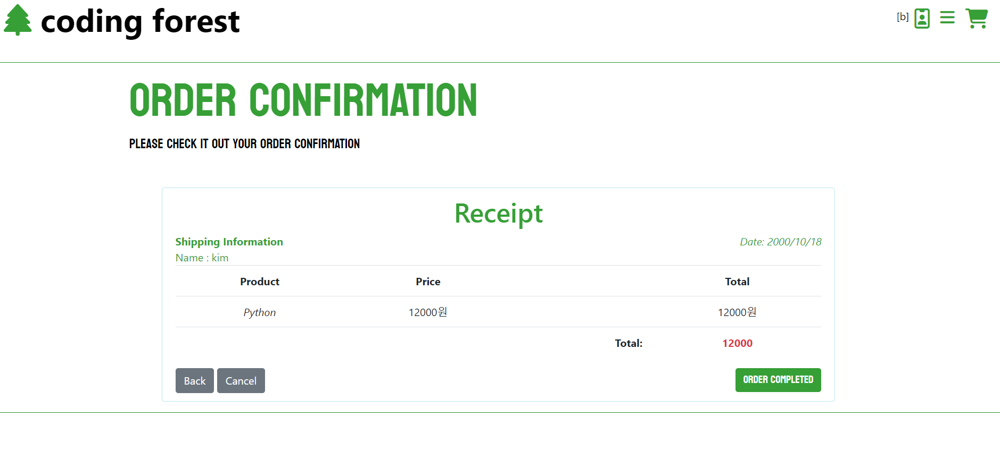 coding forest
[b]
ORDER CONFIRMATION
PLEASE CHECK IT OUT YOUR ORDER CONFIRMATION
Receipt
Shipping Information
Date: 2000/10/18
Name : kim
Product Price Total
Python 12000원 12000원
Total: 12000
Back Cancel ORDER COMPLETED